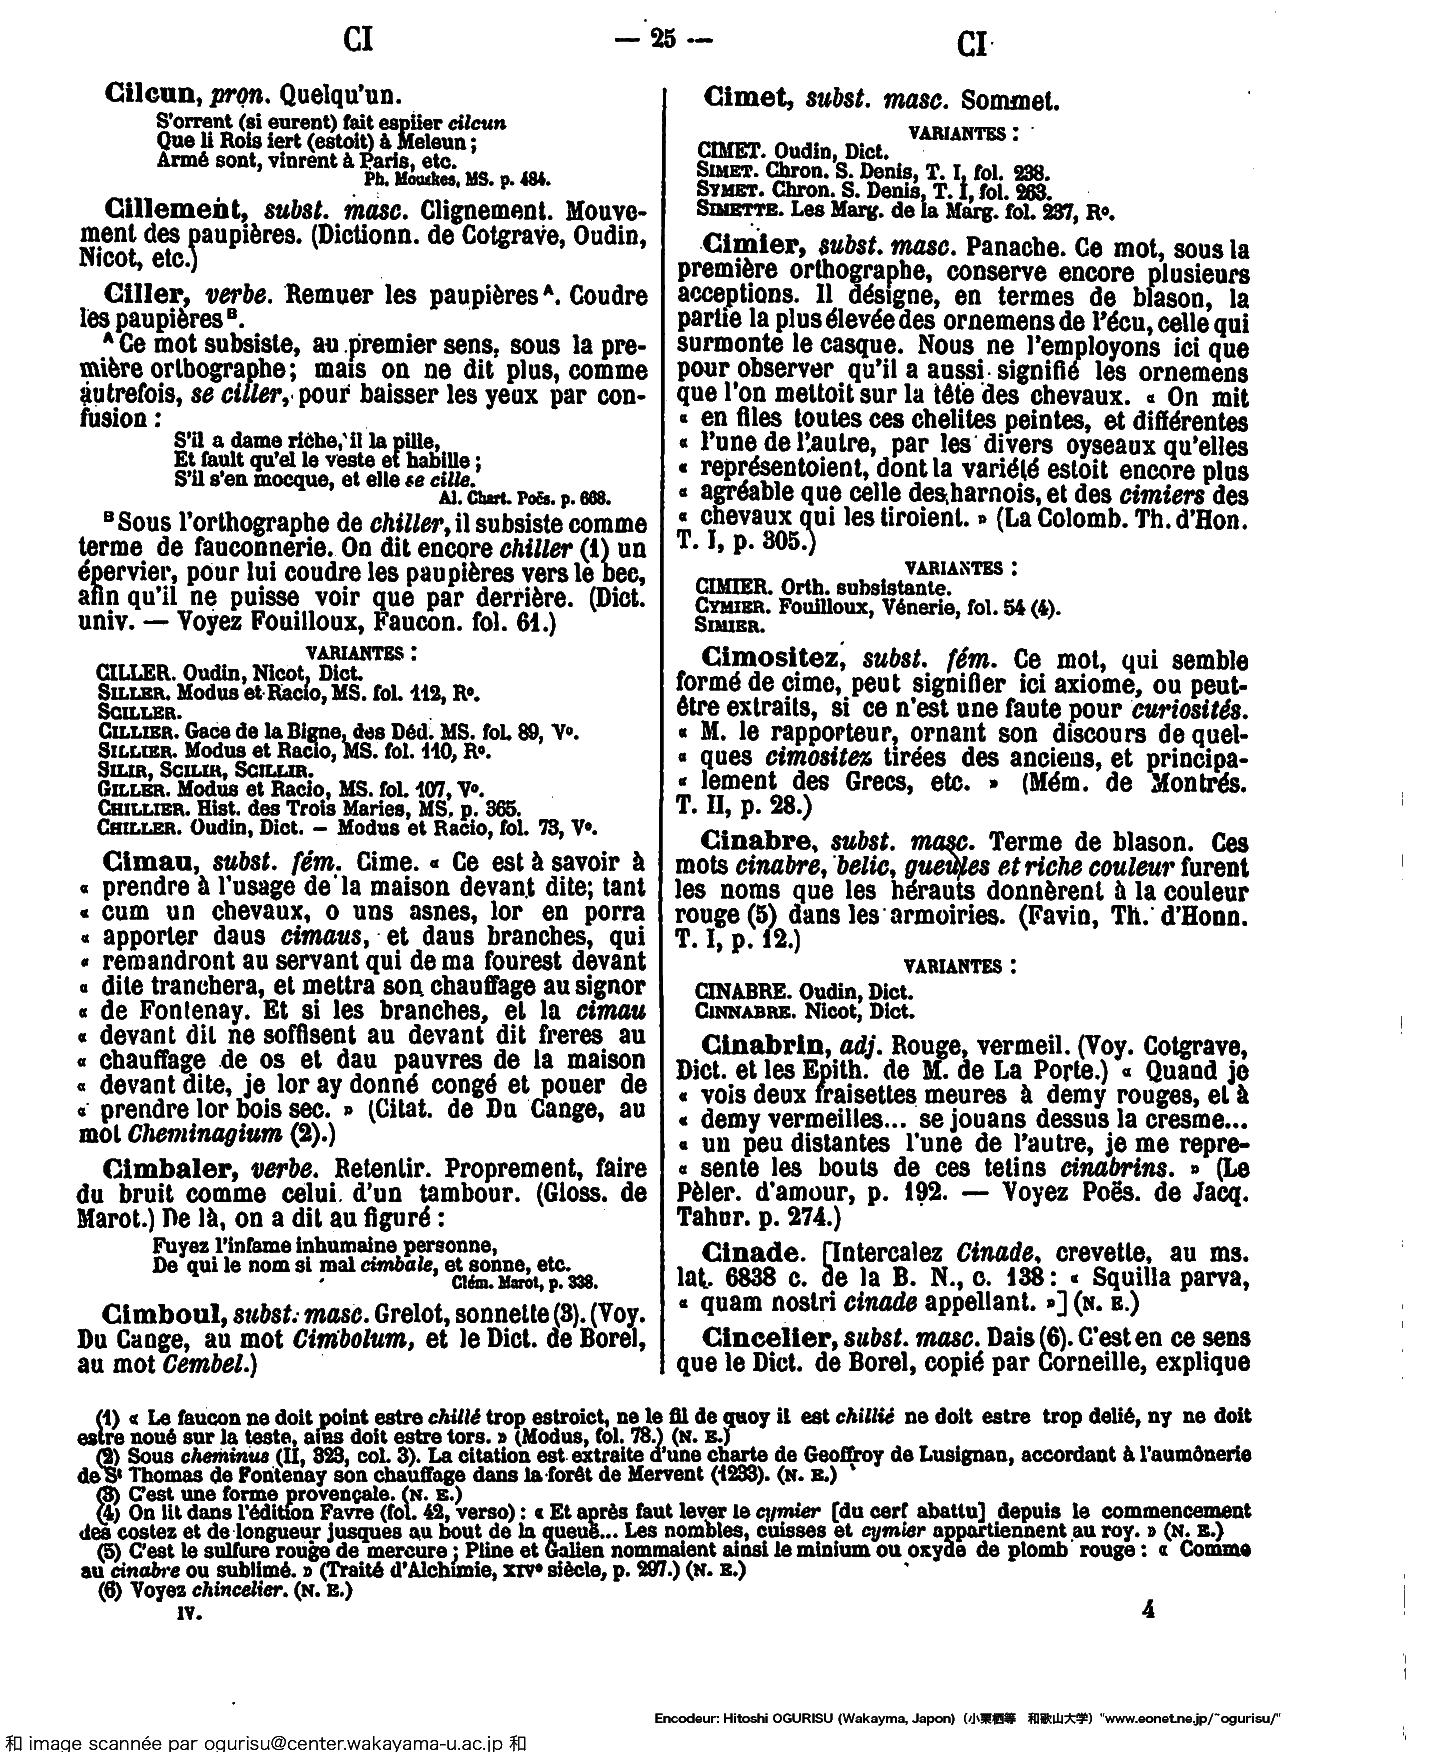 CI
— 25 —
CI
Cilcun, pron. Quelqu'un.
S'orrent (si eurent) fait espiier cilcun
Que li Rois iert (estoit) à Meleun ;
Armé sont, vinrent à Paris, etc.
Ph. Mouskes, MS. p. 484.
Cillement, subst. masc. Clignement. Mouve-
ment des paupières. (Dictionn. de Cotgrave, Oudin,
Nicot, etc.)
Ciller, verbe. Remuer les paupières ᴬ. Coudre
les paupières ᴮ.
ᴬ Ce mot subsiste, au premier sens, sous la pre-
mière orthographe ; mais on ne dit plus, comme
autrefois, se ciller, pour baisser les yeux par con-
fusion :
S'il a dame riche, il la pille,
Et fault qu'el le veste et habille ;
S'il s'en mocque, et elle se cille.
Al. Chart. Poës. p. 668.
ᴮ Sous l'orthographe de chiller, il subsiste comme
terme de fauconnerie. On dit encore chiller (1) un
épervier, pour lui coudre les paupières vers le bec,
afin qu'il ne puisse voir que par derrière. (Dict.
univ. — Voyez Fouilloux, Faucon. fol. 61.)
VARIANTES :
CILLER. Oudin, Nicot, Dict.
SILLER. Modus et Racio, MS. fol. 112, Rº.
SCILLER.
CILLIER. Gace de la Bigne, des Déd. MS. fol. 89, Vº.
SILLIER. Modus et Racio, MS. fol. 110, Rº.
SILIR, SCILIR, SCILLIR.
GILLER. Modus et Racio, MS. fol. 107, Vº.
CHILLIER. Hist. des Trois Maries, MS. p. 365.
CHILLER. Oudin, Dict. — Modus et Racio, fol. 73, Vº.
Cimau, subst. fém. Cime. « Ce est à savoir à
« prendre à l'usage de la maison devant dite; tant
« cum un chevaux, o uns asnes, lor en porra
« apporter daus cimaus, et daus branches, qui
« remandront au servant qui de ma fourest devant
« dite tranchera, et mettra son chauffage au signor
« de Fontenay. Et si les branches, et la cimau
« devant dit ne soffisent au devant dit freres au
« chauffage de os et dau pauvres de la maison
« devant dite, je lor ay donné congé et pouer de
« prendre lor bois sec. » (Citat. de Du Cange, au
mot Cheminagium (2).)
Cimbaler, verbe. Retentir. Proprement, faire
du bruit comme celui d'un tambour. (Gloss. de
Marot.) De là, on a dit au figuré :
Fuyez l'infame inhumaine personne,
De qui le nom si mal cimbale, et sonne, etc.
Clém. Marot, p. 338.
Cimboul, subst. masc. Grelot, sonnette (3). (Voy.
Du Cange, au mot Cimbolum, et le Dict. de Borel,
au mot Cembel.)
Cimet, subst. masc. Sommet.
VARIANTES :
CIMET. Oudin, Dict.
SIMET. Chron. S. Denis, T. I, fol. 238.
SYMET. Chron. S. Denis, T. I, fol. 263.
SIMETTE. Les Marg. de la Marg. fol. 237, Rº.
Cimier, subst. masc. Panache. Ce mot, sous la
première orthographe, conserve encore plusieurs
acceptions. Il désigne, en termes de blason, la
partie la plus élevée des ornemens de l'écu, celle qui
surmonte le casque. Nous ne l'employons ici que
pour observer qu'il a aussi signifié les ornemens
que l'on mettoit sur la tête des chevaux. « On mit
« en files toutes ces chelites peintes, et différentes
« l'une de l'autre, par les divers oyseaux qu'elles
« représentoient, dont la variété estoit encore plus
« agréable que celle des harnois, et des cimiers des
« chevaux qui les tiroient. » (La Colomb. Th. d'Hon.
T. I, p. 305.)
VARIANTES :
CIMIER. Orth. subsistante.
CYMIER. Fouilloux, Vénerie, fol. 54 (4).
SIMIER.
Cimositez, subst. fém. Ce mot, qui semble
formé de cime, peut signifier ici axiome, ou peut-
être extraits, si ce n'est une faute pour curiosités.
« M. le rapporteur, ornant son discours de quel-
« ques cimositez tirées des anciens, et principa-
« lement des Grecs, etc. » (Mém. de Montrés.
T. II, p. 28.)
Cinabre, subst. masc. Terme de blason. Ces
mots cinabre, belic, gueules et riche couleur furent
les noms que les hérauts donnèrent à la couleur
rouge (5) dans les armoiries. (Favin, Th. d'Honn.
T. I, p. 12.)
VARIANTES :
CINABRE. Oudin, Dict.
CINNABRE. Nicot, Dict.
Cinabrin, adj. Rouge, vermeil. (Voy. Cotgrave,
Dict. et les Epith. de M. de La Porte.) « Quand je
« vois deux fraisettes meures à demy rouges, et à
« demy vermeilles... se jouans dessus la cresme...
« un peu distantes l'une de l'autre, je me repre-
« sente les bouts de ces tetins cinabrins. » (Le
Pèler. d'amour, p. 192. — Voyez Poës. de Jacq.
Tahur. p. 274.)
Cinade. [Intercalez Cinade, crevette, au ms.
lat. 6838 c. de la B. N., c. 138 : « Squilla parva,
« quam nostri cinade appellant. »] (N. E.)
Cincelier, subst. masc. Dais (6). C'est en ce sens
que le Dict. de Borel, copié par Corneille, explique
(1) « Le faucon ne doit point estre chillé trop estroict, ne le fil de quoy il est chillié ne doit estre trop delié, ny ne doit
estre noué sur la teste, ains doit estre tors. » (Modus, fol. 78.) (N. E.)
(2) Sous cheminus (II, 323, col. 3). La citation est extraite d'une charte de Geoffroy de Lusignan, accordant à l'aumônerie
de Sᵗ Thomas de Fontenay son chauffage dans la forêt de Mervent (1233). (N. E.)
(3) C'est une forme provençale. (N. E.)
(4) On lit dans l'édition Favre (fol. 42, verso) : « Et après faut lever le cymier [du cerf abattu] depuis le commencement
des costez et de longueur jusques au bout de la queue... Les nombles, cuisses et cymier appartiennent au roy. » (N. E.)
(5) C'est le sulfure rouge de mercure ; Pline et Galien nommaient ainsi le minium ou oxyde de plomb rouge : « Comme
au cinabre ou sublimé. » (Traité d'Alchimie, XIVᵉ siècle, p. 297.) (N. E.)
(6) Voyez chincelier. (N. E.)
IV.
4
Encodeur: Hitoshi OGURISU (Wakayma, Japon) (小栗栖等 和歌山大学) "www.eonet.ne.jp/~ogurisu/"
和 image scannée par ogurisu@center.wakayama-u.ac.jp 和